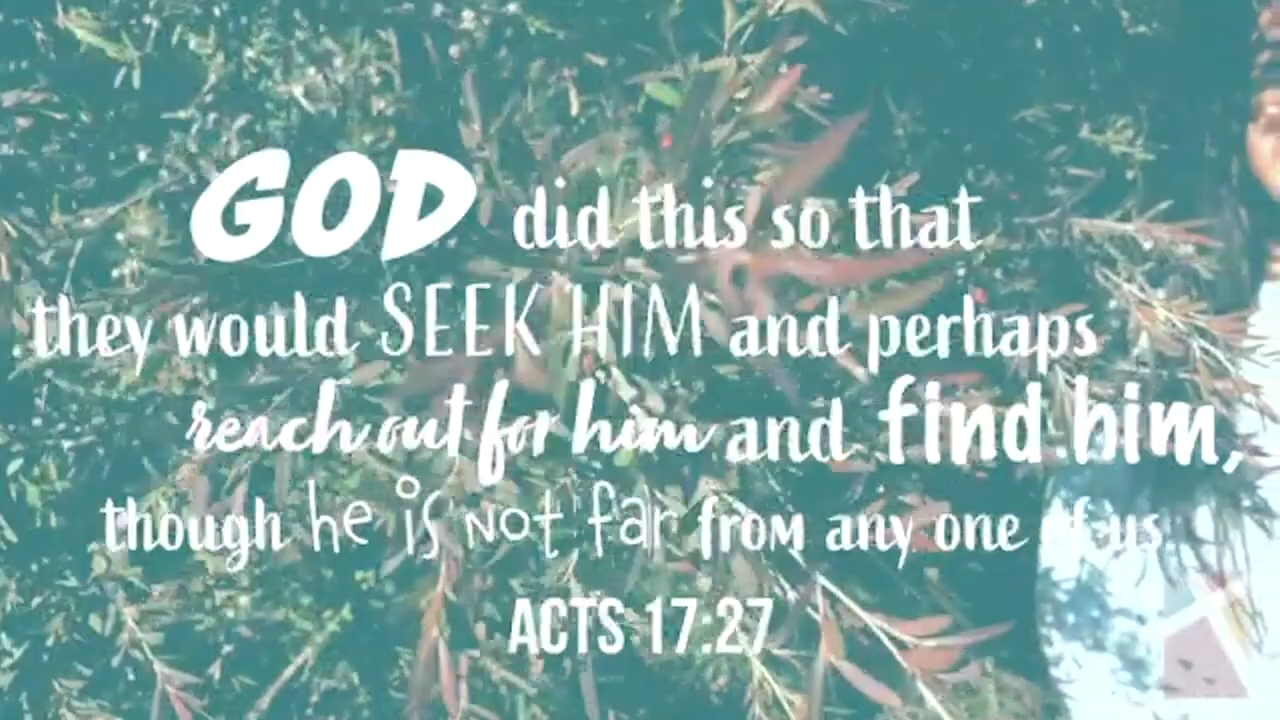 GOD did this so that
they would SEEK HIM and perhaps
reach out for him and find him,
though he is not far from any one of us
ACTS 17:27